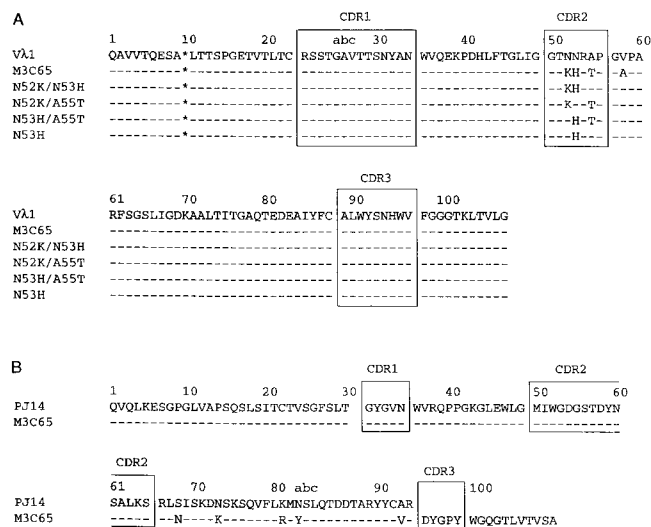 A
CDR1 CDR2
1 10 20 abc 30 40 50 60
Vλ1 QAVVTQESA*LTTSPGETVTLTC RSSTGAVTTSNYAN WVQEKPDHLFTGLIG GTNNRAP GVPA
M3C65 ---------*------------- -------------- --------------- ---KH-T- -A--
N52K/N53H ---------*------------- -------------- --------------- ---KH--- ----
N52K/A55T ---------*------------- -------------- --------------- ---K--T- ----
N53H/A55T ---------*------------- -------------- --------------- ----H-T- ----
N53H ---------*------------- -------------- --------------- ----H--- ----
CDR3
61 70 80 90 100
Vλ1 RFSGSLIGDKAALTITGAQTEDEAIYFC ALWYSNHWV FGGGTKLTVLG
M3C65 ---------------------------- --------- -----------
N52K/N53H ---------------------------- --------- -----------
N52K/A55T ---------------------------- --------- -----------
N53H/A55T ---------------------------- --------- -----------
N53H ---------------------------- --------- -----------
B
CDR1 CDR2
1 10 20 30 40 50 60
PJ14 QVQLKESGPGLVAPSQSLSITCTVSGFSLT GYGVN WVRQPPGKGLEWLG MIWGDGSTDYN
M3C65 ------------------------------ ----- -------------- -----------
CDR2 CDR3
61 70 80 abc 90 100
PJ14 SALKS RLSISKDNSKSQVFLKMNSLQTDDTARYYCAR
M3C65 ----- --N----K-------R-Y-----------V- DYGPY WGQGTLVTVSA